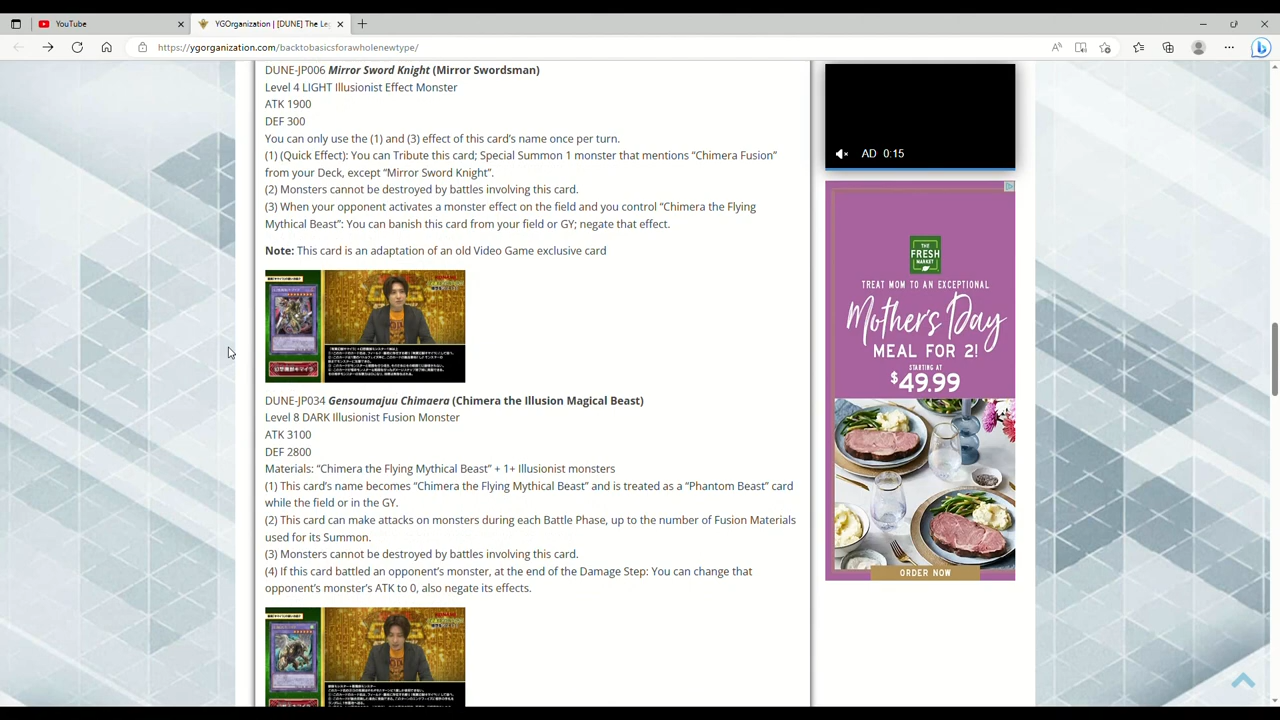 YouTube
YGOrganization | [DUNE] The Le
https://ygorganization.com/backtobasicsforawholenewtype/
DUNE-JP006 Mirror Sword Knight (Mirror Swordsman)
Level 4 LIGHT Illusionist Effect Monster
ATK 1900
DEF 300
You can only use the (1) and (3) effect of this card's name once per turn.
(1) (Quick Effect): You can Tribute this card; Special Summon 1 monster that mentions “Chimera Fusion”
from your Deck, except “Mirror Sword Knight”.
(2) Monsters cannot be destroyed by battles involving this card.
(3) When your opponent activates a monster effect on the field and you control “Chimera the Flying
Mythical Beast”: You can banish this card from your field or GY; negate that effect.
Note: This card is an adaptation of an old Video Game exclusive card
DUNE-JP034 Gensoumajuu Chimaera (Chimera the Illusion Magical Beast)
Level 8 DARK Illusionist Fusion Monster
ATK 3100
DEF 2800
Materials: “Chimera the Flying Mythical Beast” + 1+ Illusionist monsters
(1) This card's name becomes “Chimera the Flying Mythical Beast” and is treated as a “Phantom Beast” card
while the field or in the GY.
(2) This card can make attacks on monsters during each Battle Phase, up to the number of Fusion Materials
used for its Summon.
(3) Monsters cannot be destroyed by battles involving this card.
(4) If this card battled an opponent's monster, at the end of the Damage Step: You can change that
opponent's monster's ATK to 0, also negate its effects.
AD 0:15
THE
FRESH
MARKET
TREAT MOM TO AN EXCEPTIONAL
Mother's Day
MEAL FOR 2!
STARTING AT
$49.99
ORDER NOW